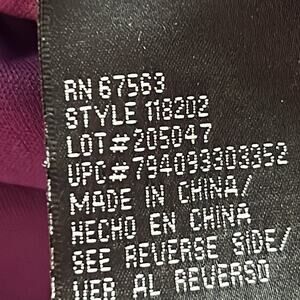 RN 67563
STYLE 118202
LOT# 205047
UPC# 794093303352
MADE IN CHINA/
HECHO EN CHINA
SEE REVERSE SIDE/
VER AL REVERSO